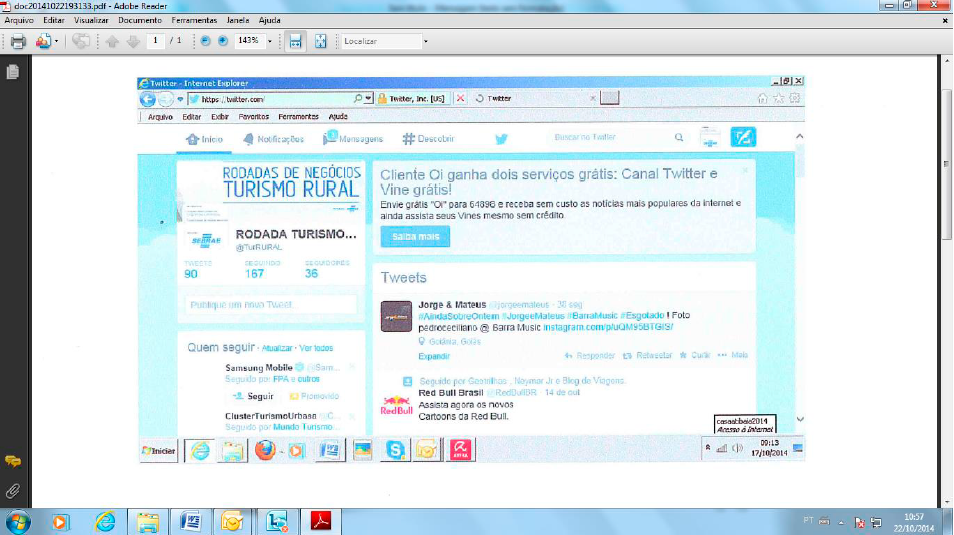 doc20141022193133.pdf - Adobe Reader
Arquivo Editar Visualizar Documento Ferramentas Janela Ajuda
1 / 1 143% Localizar
Twitter - Internet Explorer
https://twitter.com/ Twitter, Inc. [US] Twitter
Arquivo Editar Exibir Favoritos Ferramentas Ajuda
Início Notificações Mensagens # Descobrir Buscar no Twitter
RODADAS DE NEGÓCIOS
TURISMO RURAL
SEBRAE
RODADA TURISMO...
@TurRURAL
TWEETS SEGUINDO SEGUIDORES
90 167 36
Publique um novo Tweet
Quem seguir · Atualizar · Ver todos
Samsung Mobile @Sam...
Seguido por FPA e outros
Seguir Promovido
ClusterTurismoUrbano @C...
Seguido por Mundo Turismo...
Cliente Oi ganha dois serviços grátis: Canal Twitter e
Vine grátis!
Envie grátis "Oi" para 64898 e receba sem custo as notícias mais populares da internet e
ainda assista seus Vines mesmo sem crédito.
Saiba mais
Tweets
Jorge & Mateus @jorgeemateus · 38 seg
#AindaSobreOntem #JorgeeMateus #BarraMusic #Esgotado ! Foto
pedroceciliano @ Barra Music
Goiânia, Goiás
Expandir Responder Retweetar Curtir Mais
Seguido por Gestrilhos , Neymar Jr e Blog de Viagens.
Red Bull Brasil @RedBullBR · 14 de out
Assista agora os novos
Cartoons da Red Bull.
RedBull
casaatibaia2014
Acesso à Internet
Iniciar
09:13
17/10/2014
PT
10:57
22/10/2014